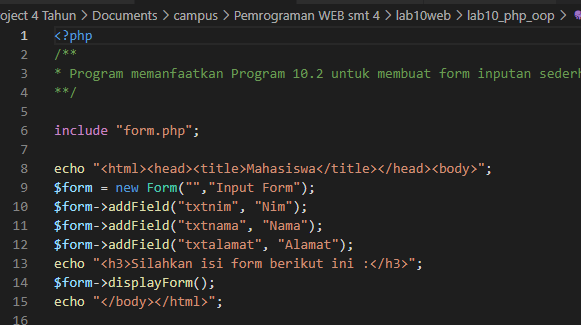 oject 4 Tahun > Documents > campus > Pemrograman WEB smt 4 > lab10web > lab10_php_oop >
1 <?php
2 /**
3 * Program memanfaatkan Program 10.2 untuk membuat form inputan
4 **/
5
6 include "form.php";
7
8 echo "<html><head><title>Mahasiswa</title></head><body>";
9 $form = new Form("","Input Form");
10 $form->addField("txtnim", "Nim");
11 $form->addField("txtnama", "Nama");
12 $form->addField("txtalamat", "Alamat");
13 echo "<h3>Silahkan isi form berikut ini :</h3>";
14 $form->displayForm();
15 echo "</body></html>";
16